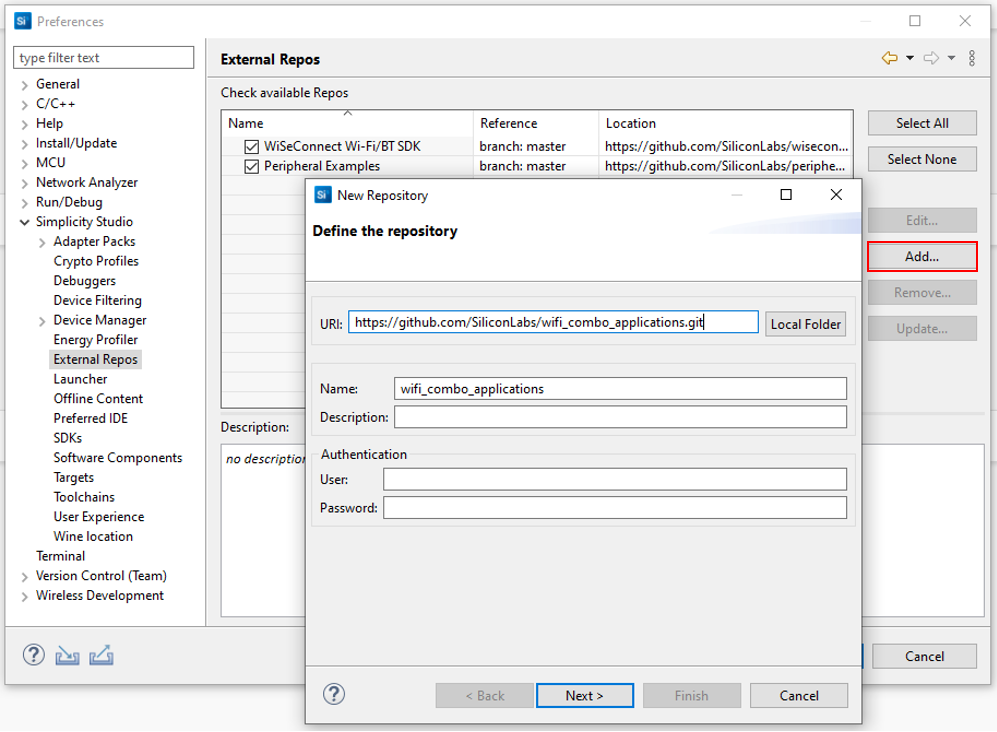 Si Preferences
type filter text
General
C/C++
Help
Install/Update
MCU
Network Analyzer
Run/Debug
Simplicity Studio
Adapter Packs
Crypto Profiles
Debuggers
Device Filtering
Device Manager
Energy Profiler
External Repos
Launcher
Offline Content
Preferred IDE
SDKs
Software Components
Targets
Toolchains
User Experience
Wine location
Terminal
Version Control (Team)
Wireless Development
External Repos
Check available Repos
Name Reference Location
WiSeConnect Wi-Fi/BT SDK branch: master https://github.com/SiliconLabs/wisecon...
Peripheral Examples branch: master https://github.com/SiliconLabs/periphe...
Select All
Select None
Edit...
Add...
Remove...
Update...
Description:
no description
Cancel
Si New Repository
Define the repository
URI: https://github.com/SiliconLabs/wifi_combo_applications.git
Local Folder
Name: wifi_combo_applications
Description:
Authentication
User:
Password:
? < Back Next > Finish Cancel
?